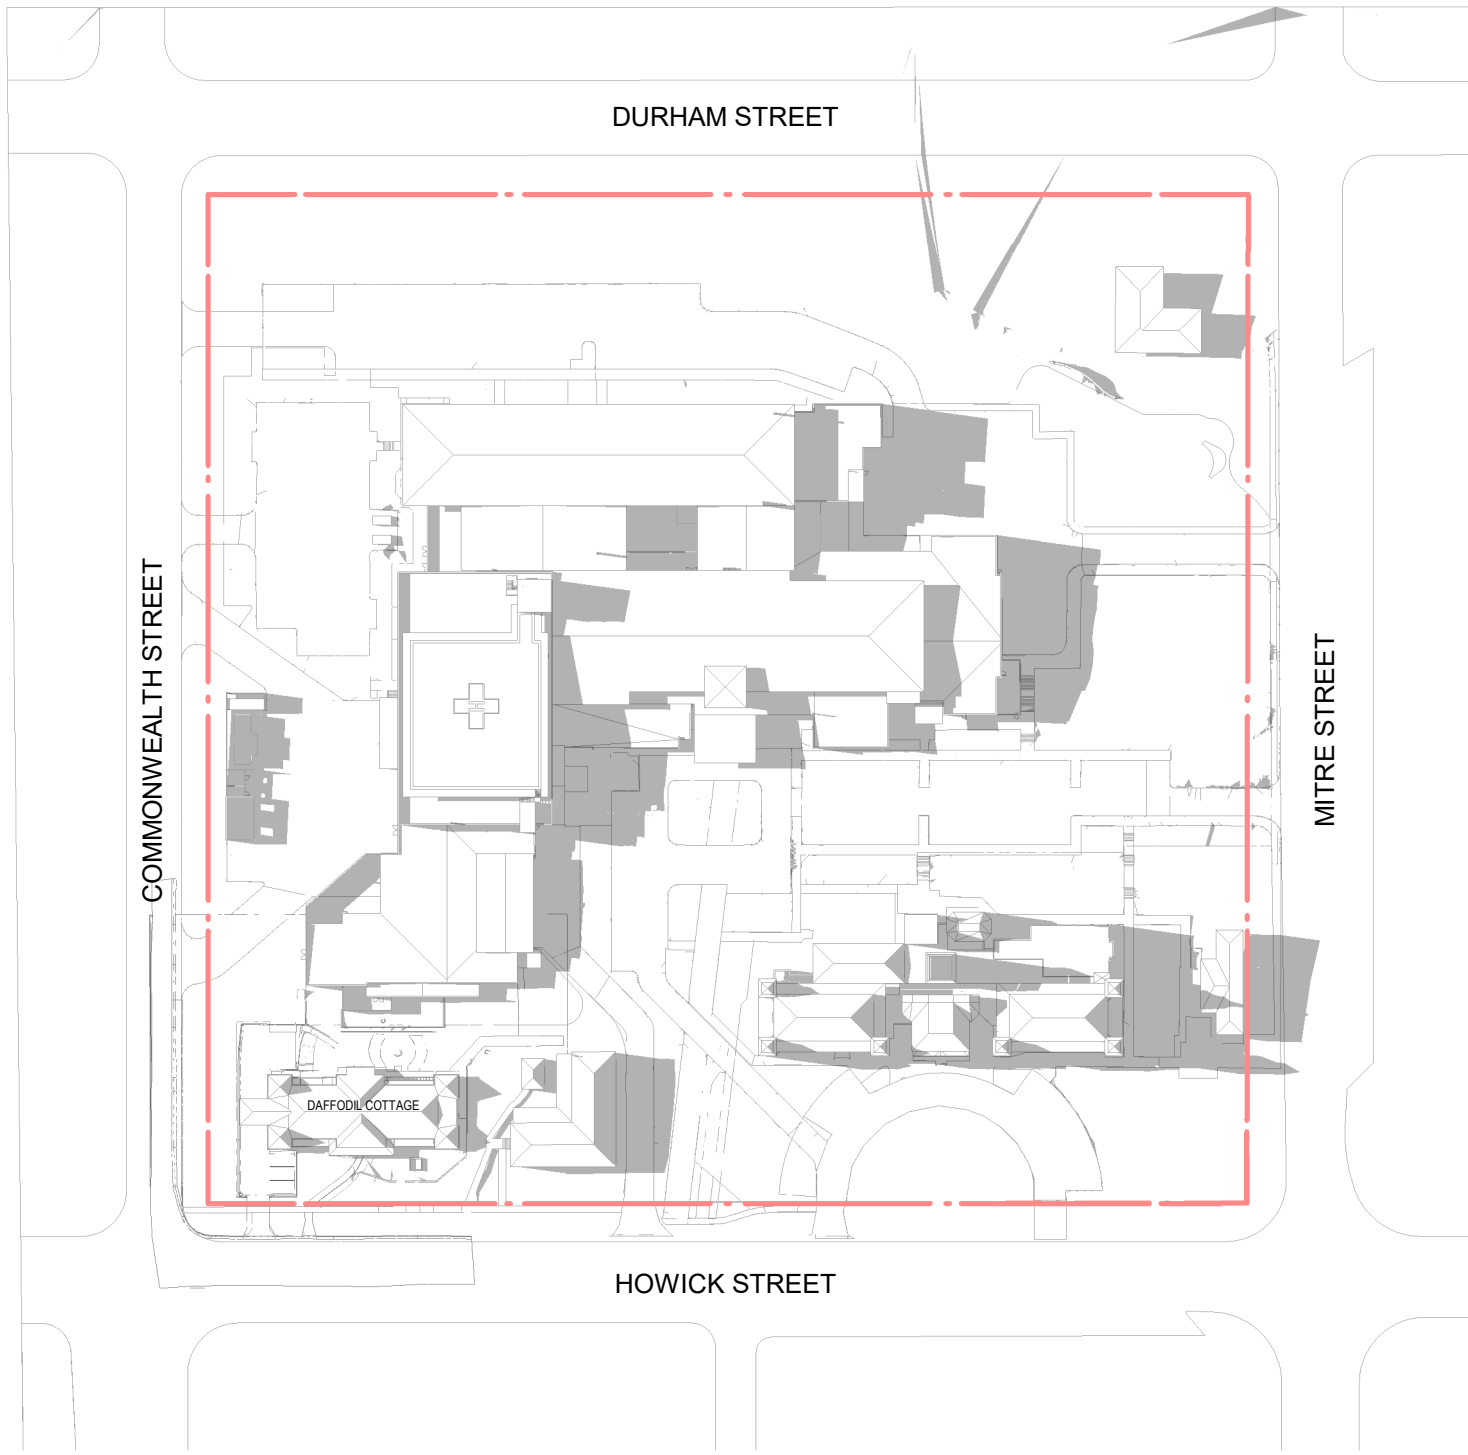 DURHAM STREET
COMMONWEALTH STREET
MITRE STREET
H
DAFFODIL COTTAGE
HOWICK STREET